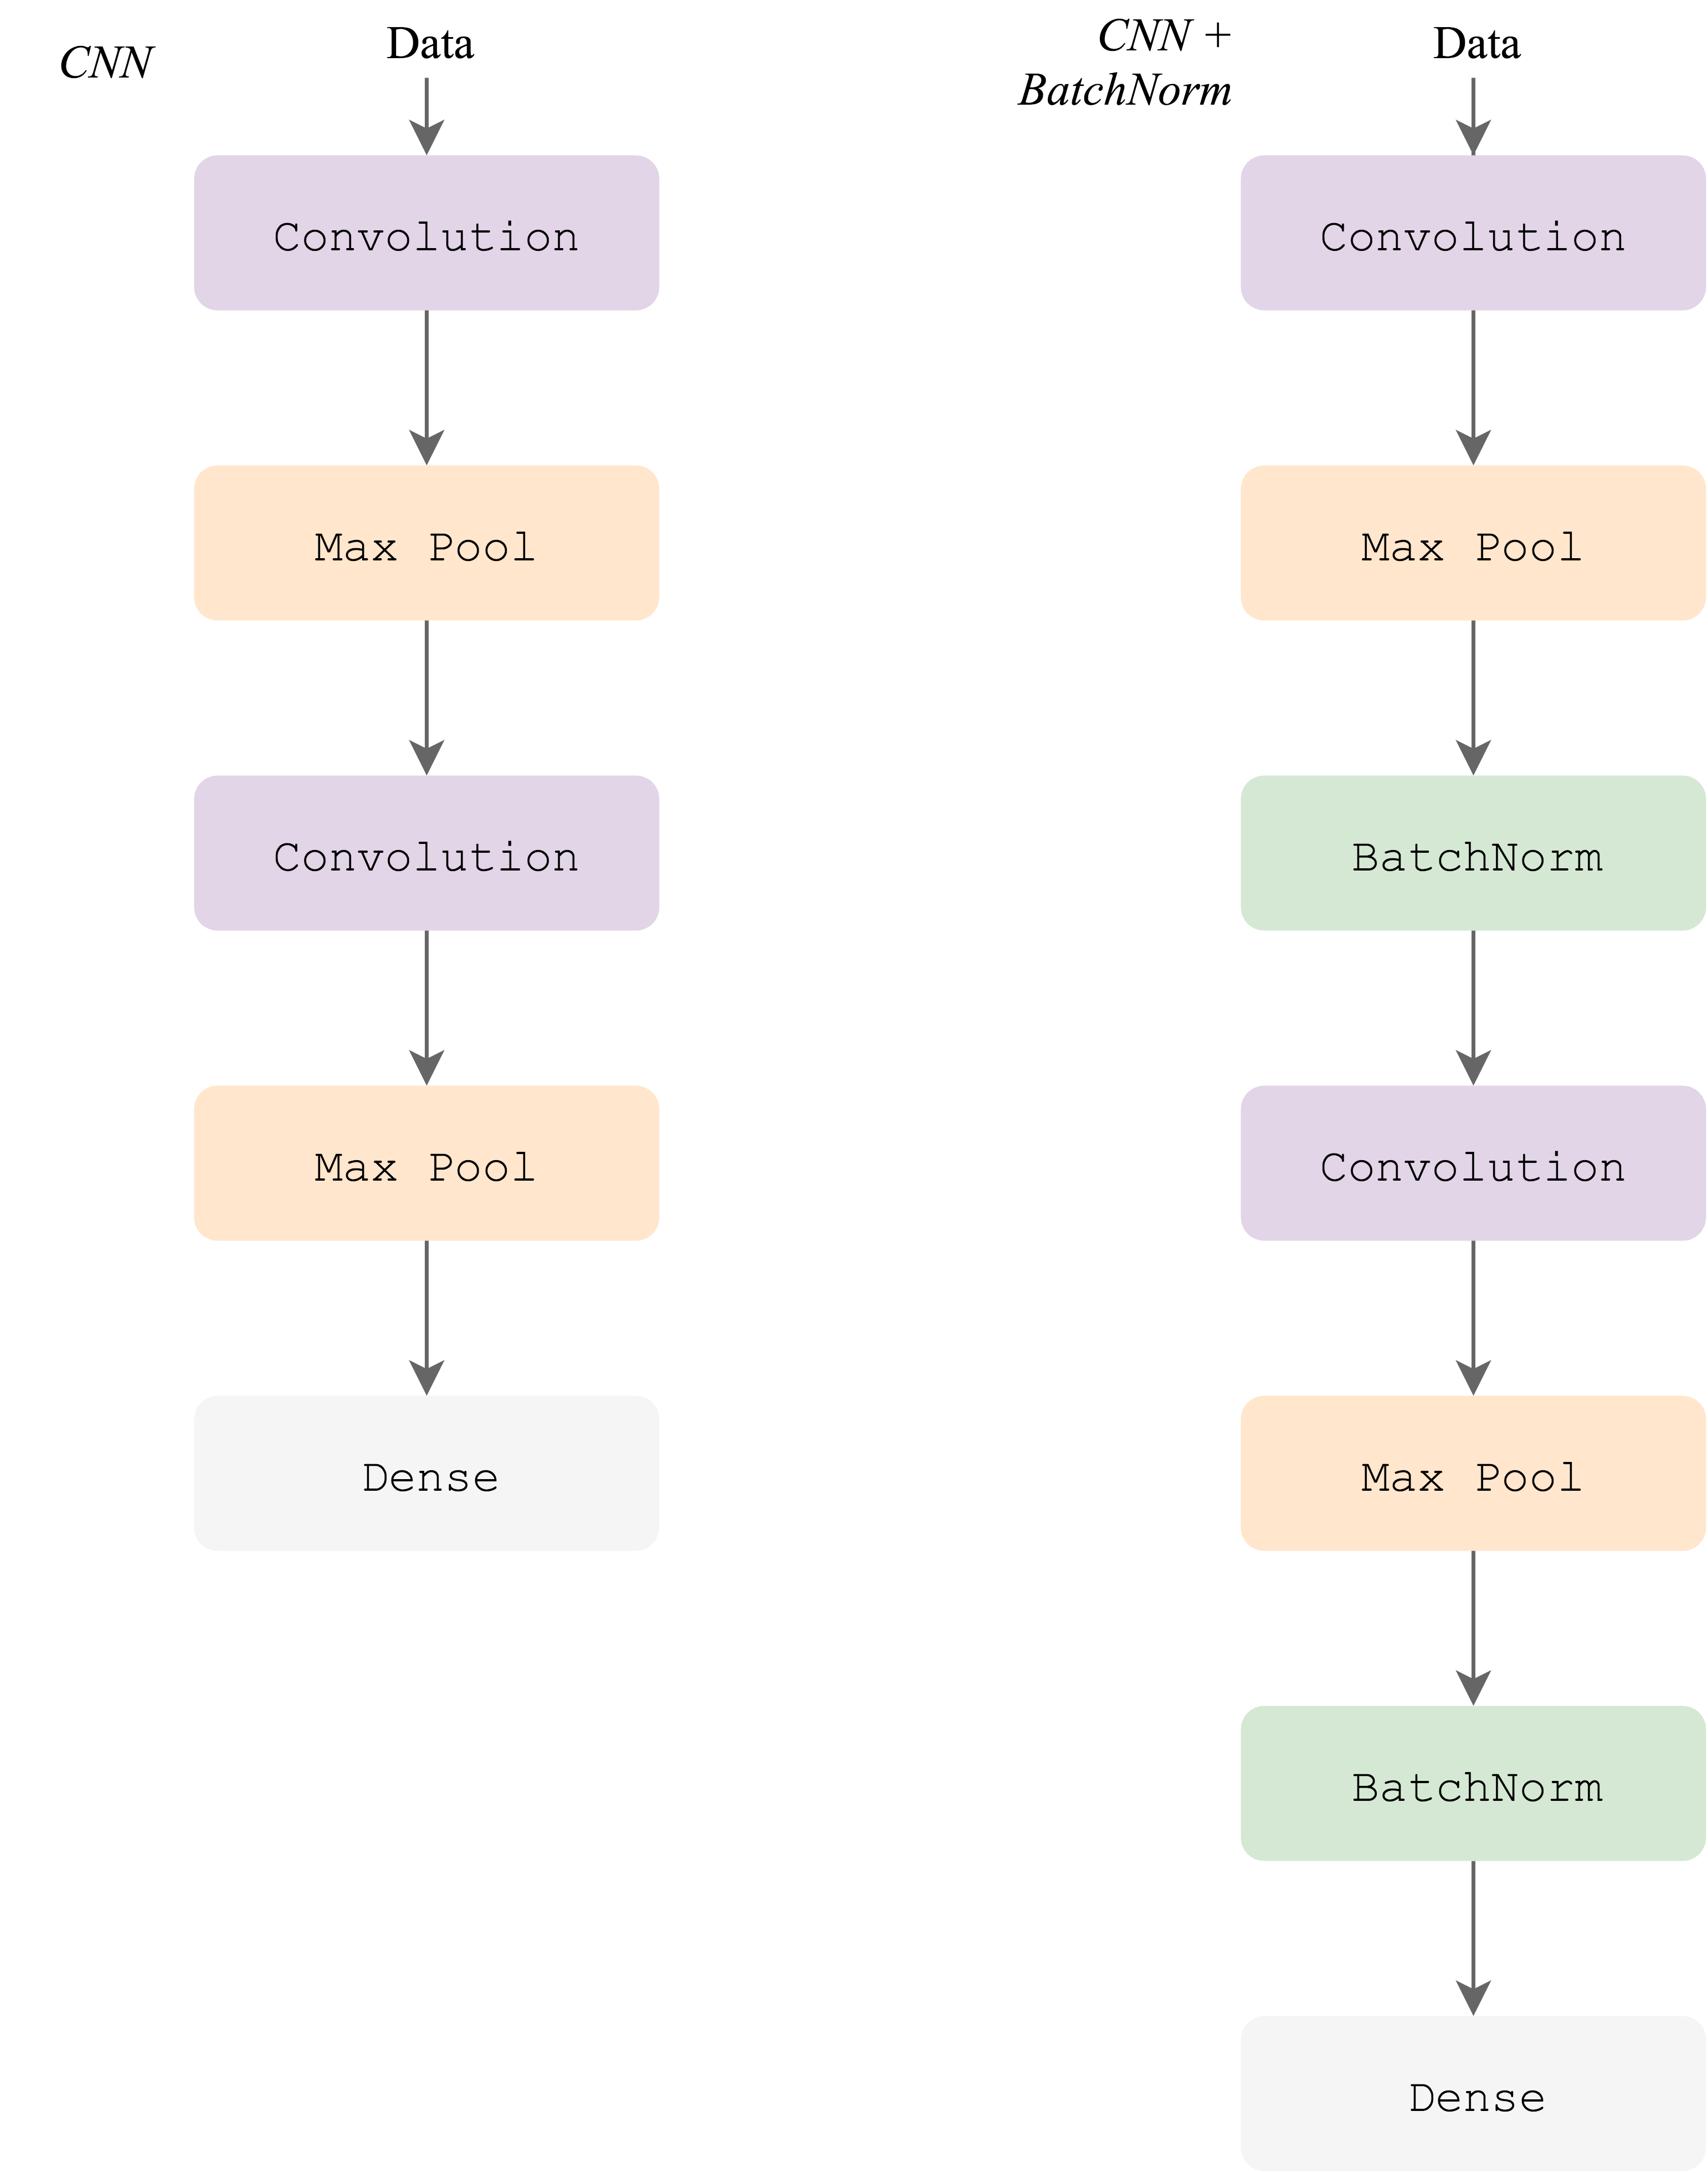 CNN
Data
Convolution
Max Pool
Convolution
Max Pool
Dense
CNN +
BatchNorm
Data
Convolution
Max Pool
BatchNorm
Convolution
Max Pool
BatchNorm
Dense